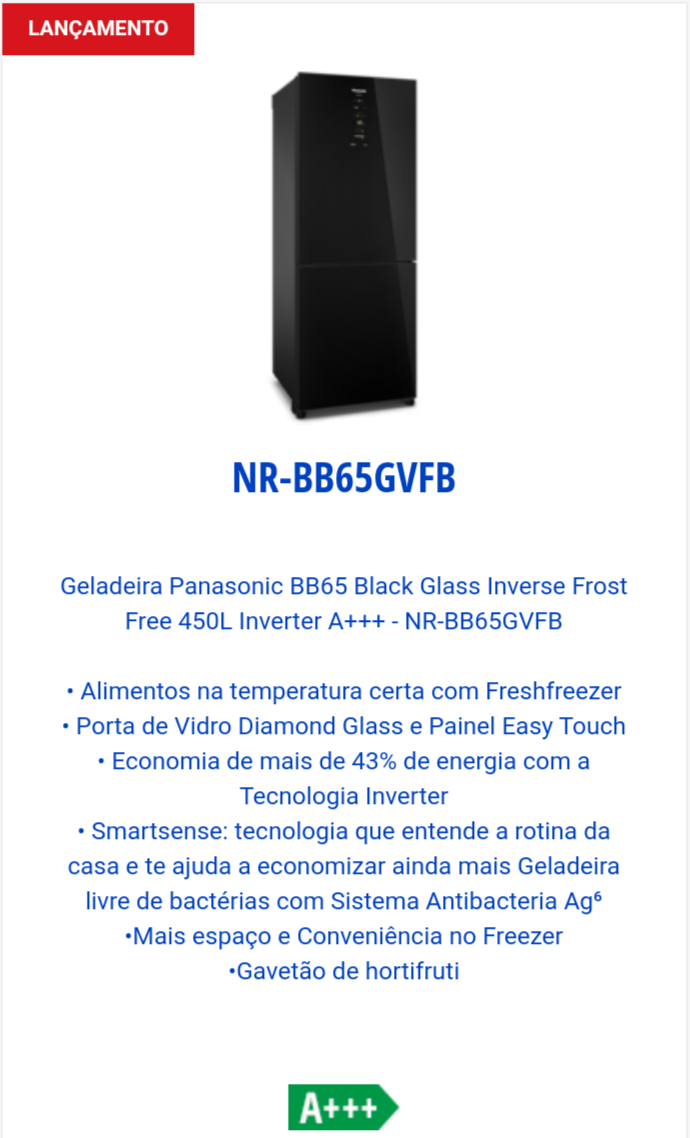 LANÇAMENTO
NR-BB65GVFB
Geladeira Panasonic BB65 Black Glass Inverse Frost
Free 450L Inverter A+++ - NR-BB65GVFB
• Alimentos na temperatura certa com Freshfreezer
• Porta de Vidro Diamond Glass e Painel Easy Touch
• Economia de mais de 43% de energia com a
Tecnologia Inverter
• Smartsense: tecnologia que entende a rotina da
casa e te ajuda a economizar ainda mais Geladeira
livre de bactérias com Sistema Antibacteria Ag⁶
•Mais espaço e Conveniência no Freezer
•Gavetão de hortifruti
A+++